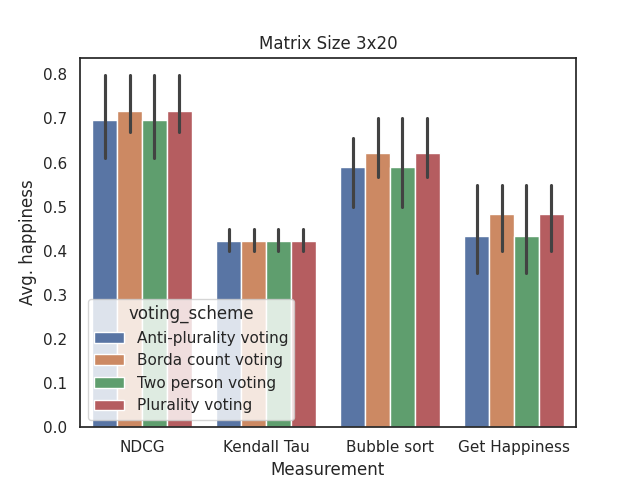 Matrix Size 3x20
Avg. happiness
0.8
0.7
0.6
0.5
0.4
0.3
0.2
0.1
0.0
voting_scheme
Anti-plurality voting
Borda count voting
Two person voting
Plurality voting
NDCG Kendall Tau Bubble sort Get Happiness
Measurement